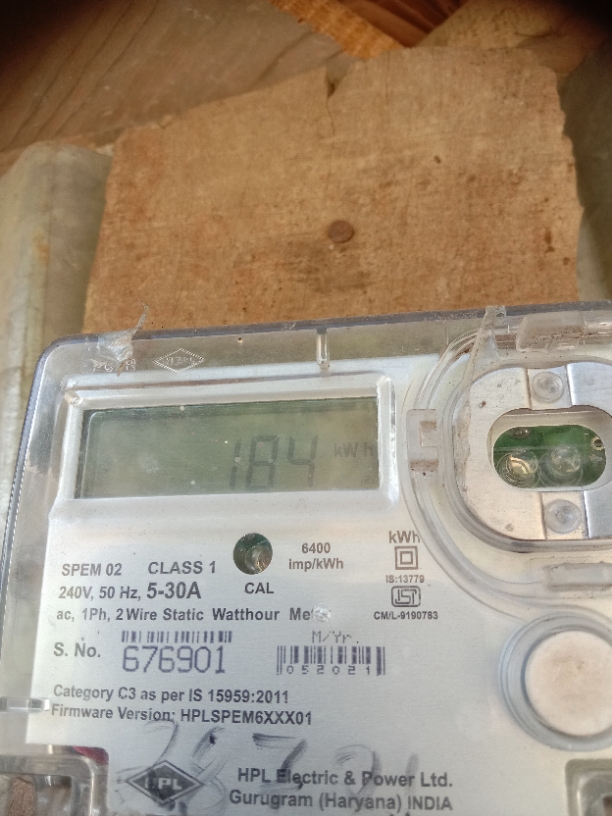 184 kWh
6400
imp/kWh
kWh
SPEM 02 CLASS 1
CAL
IS:13779
240V, 50 Hz, 5-30A
ac, 1Ph, 2 Wire Static Watthour
CM/L-9190783
M/Yr.
S. No. 676901
052021
Category C3 as per IS 15959:2011
Firmware Version: HPLSPEM6XXX01
HPL
HPL Electric & Power Ltd.
Gurugram (Haryana) INDIA